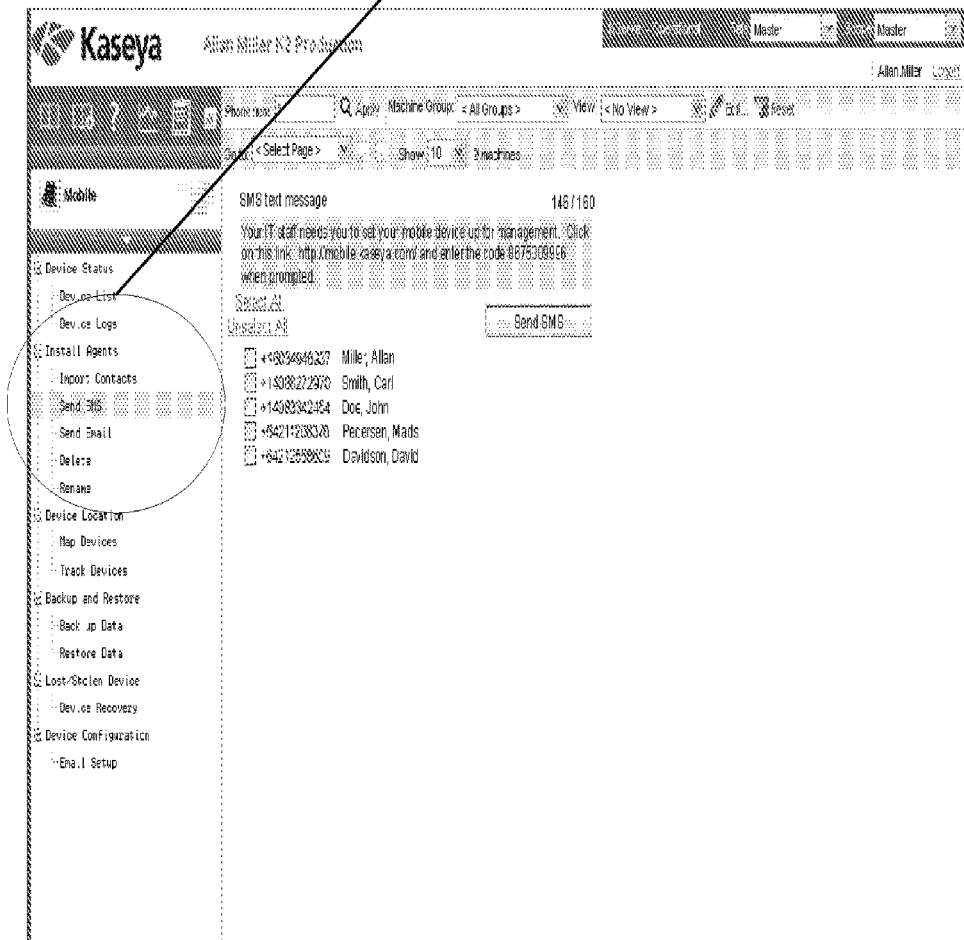 Kaseya
Allan Miller K2 Production
Master
Master
Allan.Miller Logoff
Apply Machine Group: < All Groups > View: < No View > Edit... Reset
Go to: < Select Page > Show 10 machines
Mobile
SMS text message 146 / 160
Your IT staff needs you to set your mobile device up for management. Click
on this link: and enter the code
when prompted.
Select All
Unselect All
Send SMS
Miller, Allan
Smith, Carl
Doe, John
Pedersen, Mads
Davidson, David
Device Status
Device List
Device Logs
Install Agents
Import Contacts
Send SMS
Send Email
Delete
Rename
Device Location
Map Devices
Track Devices
Backup and Restore
Back up Data
Restore Data
Lost/Stolen Device
Device Recovery
Device Configuration
Email Setup